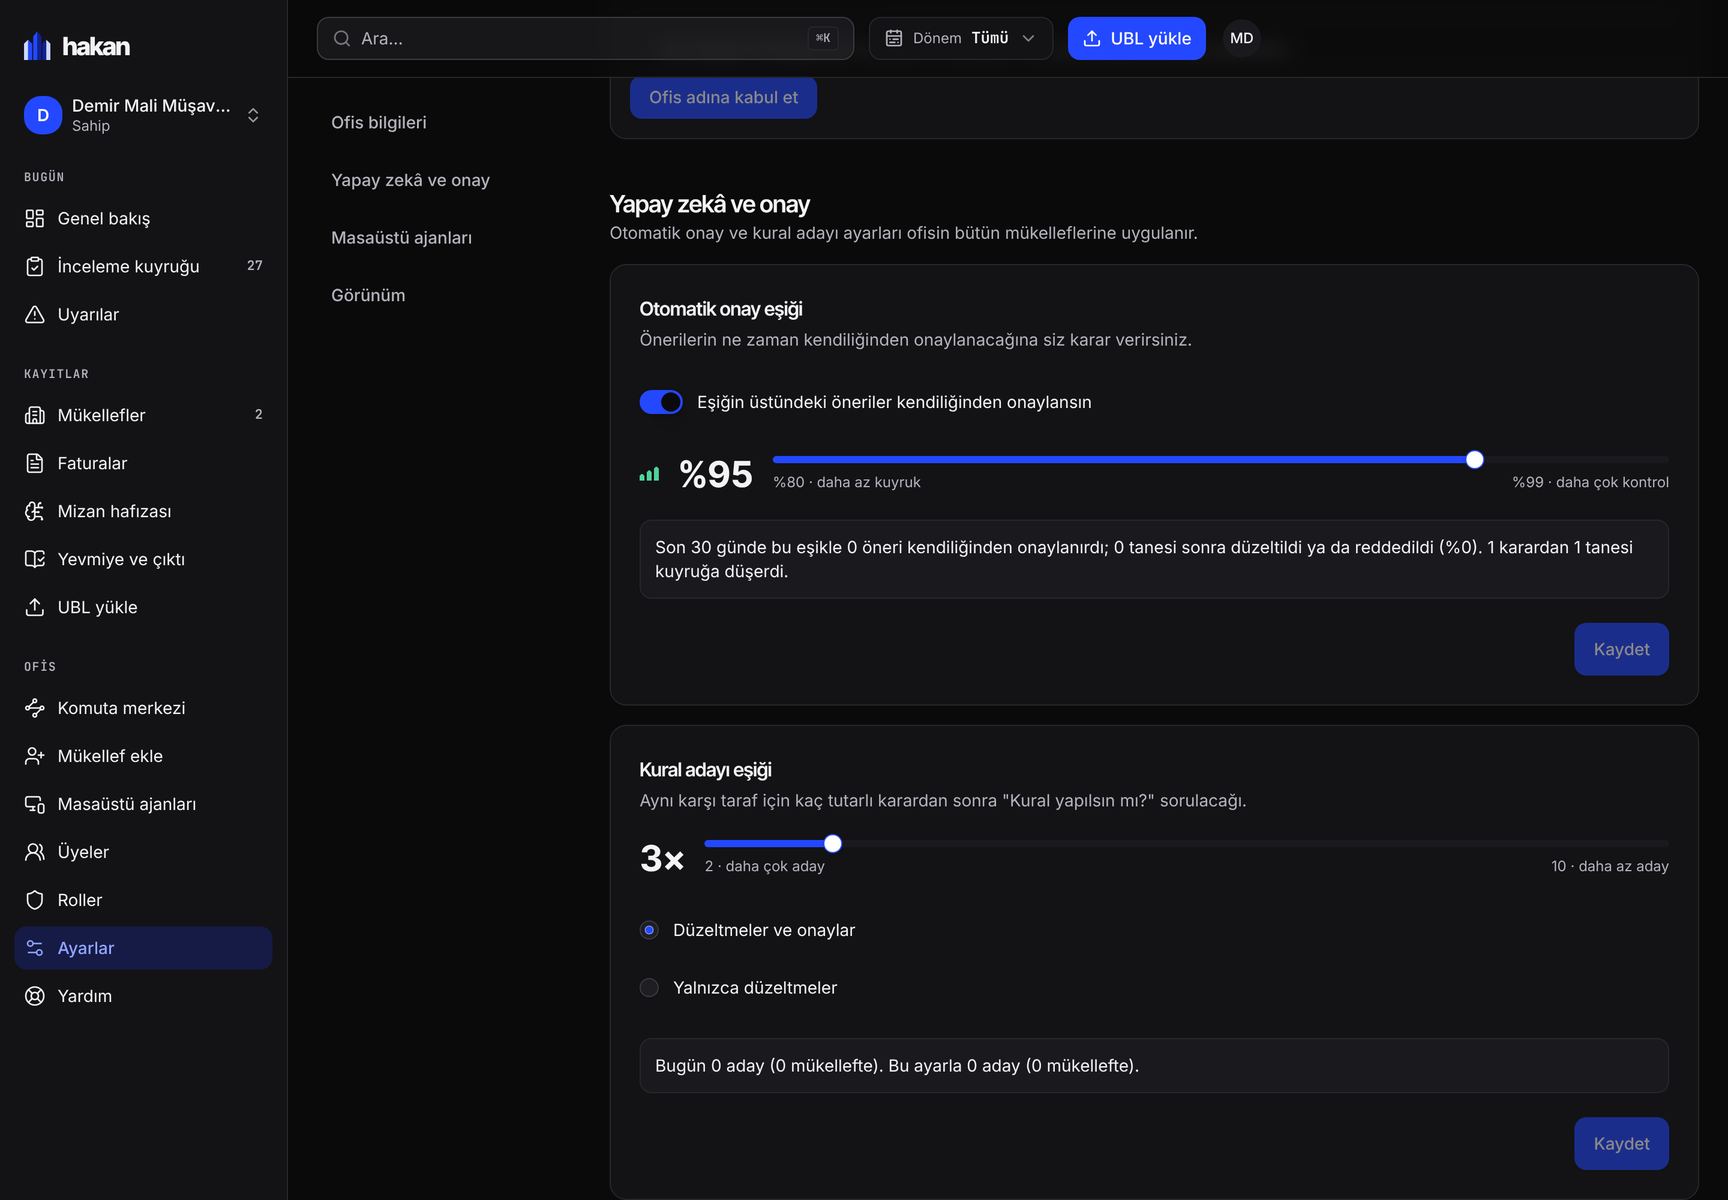 hakan
Demir Mali Müşav...
Sahip
D
BUGÜN
Genel bakış
İnceleme kuyruğu 27
Uyarılar
KAYITLAR
Mükellefler 2
Faturalar
Mizan hafızası
Yevmiye ve çıktı
UBL yükle
OFİS
Komuta merkezi
Mükellef ekle
Masaüstü ajanları
Üyeler
Roller
Ayarlar
Yardım
Ara... ⌘K
Dönem Tümü
UBL yükle
MD
Ofis bilgileri
Yapay zekâ ve onay
Masaüstü ajanları
Görünüm
Ofis adına kabul et
Yapay zekâ ve onay
Otomatik onay ve kural adayı ayarları ofisin bütün mükelleflerine uygulanır.
Otomatik onay eşiği
Önerilerin ne zaman kendiliğinden onaylanacağına siz karar verirsiniz.
Eşiğin üstündeki öneriler kendiliğinden onaylansın
%95
%80 · daha az kuyruk
%99 · daha çok kontrol
Son 30 günde bu eşikle 0 öneri kendiliğinden onaylanırdı; 0 tanesi sonra düzeltildi ya da reddedildi (%0). 1 karardan 1 tanesi
kuyruğa düşerdi.
Kaydet
Kural adayı eşiği
Aynı karşı taraf için kaç tutarlı karardan sonra "Kural yapılsın mı?" sorulacağı.
3×
2 · daha çok aday
10 · daha az aday
Düzeltmeler ve onaylar
Yalnızca düzeltmeler
Bugün 0 aday (0 mükellefte). Bu ayarla 0 aday (0 mükellefte).
Kaydet